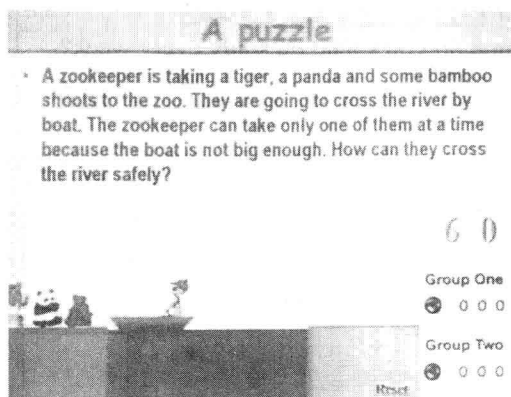 A puzzle
• A zookeeper is taking a tiger, a panda and some bamboo
shoots to the zoo. They are going to cross the river by
boat. The zookeeper can take only one of them at a time
because the boat is not big enough. How can they cross
the river safely?
6 0
Group One
0 0 0
Group Two
0 0 0
Reset